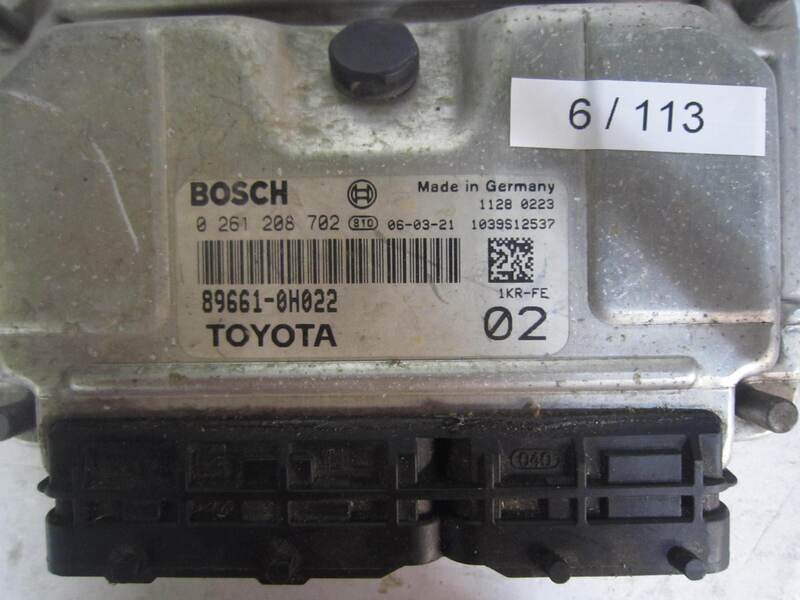 6 / 113
BOSCH Made in Germany
1128 0223
0 261 208 702 810 06-03-21 1039S12537
89661-0H022 1KR-FE
TOYOTA 02
040